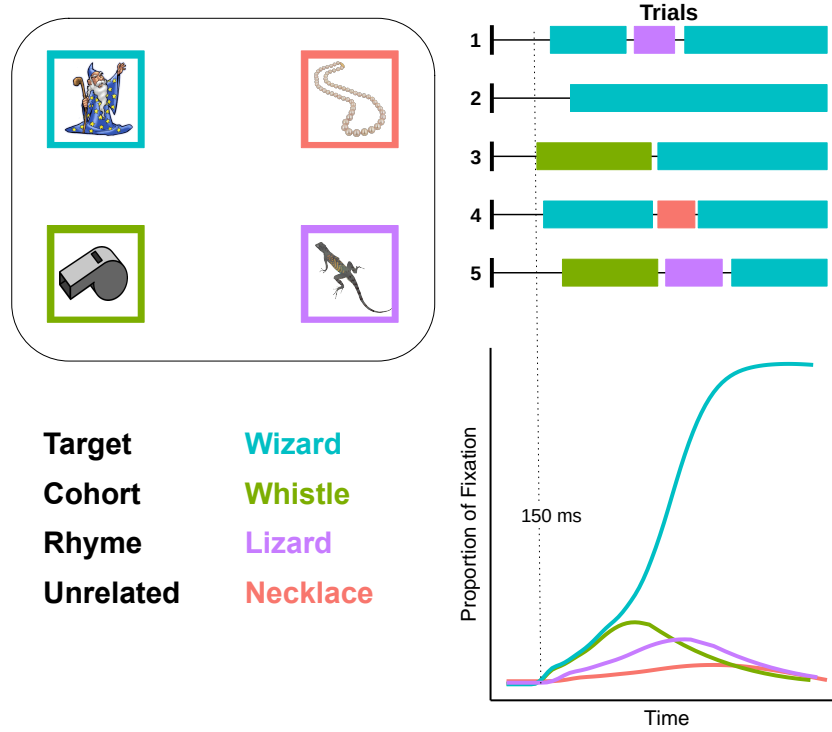 Trials
1
2
3
4
5
Target Wizard
Cohort Whistle
Rhyme Lizard
Unrelated Necklace
Proportion of Fixation
150 ms
Time